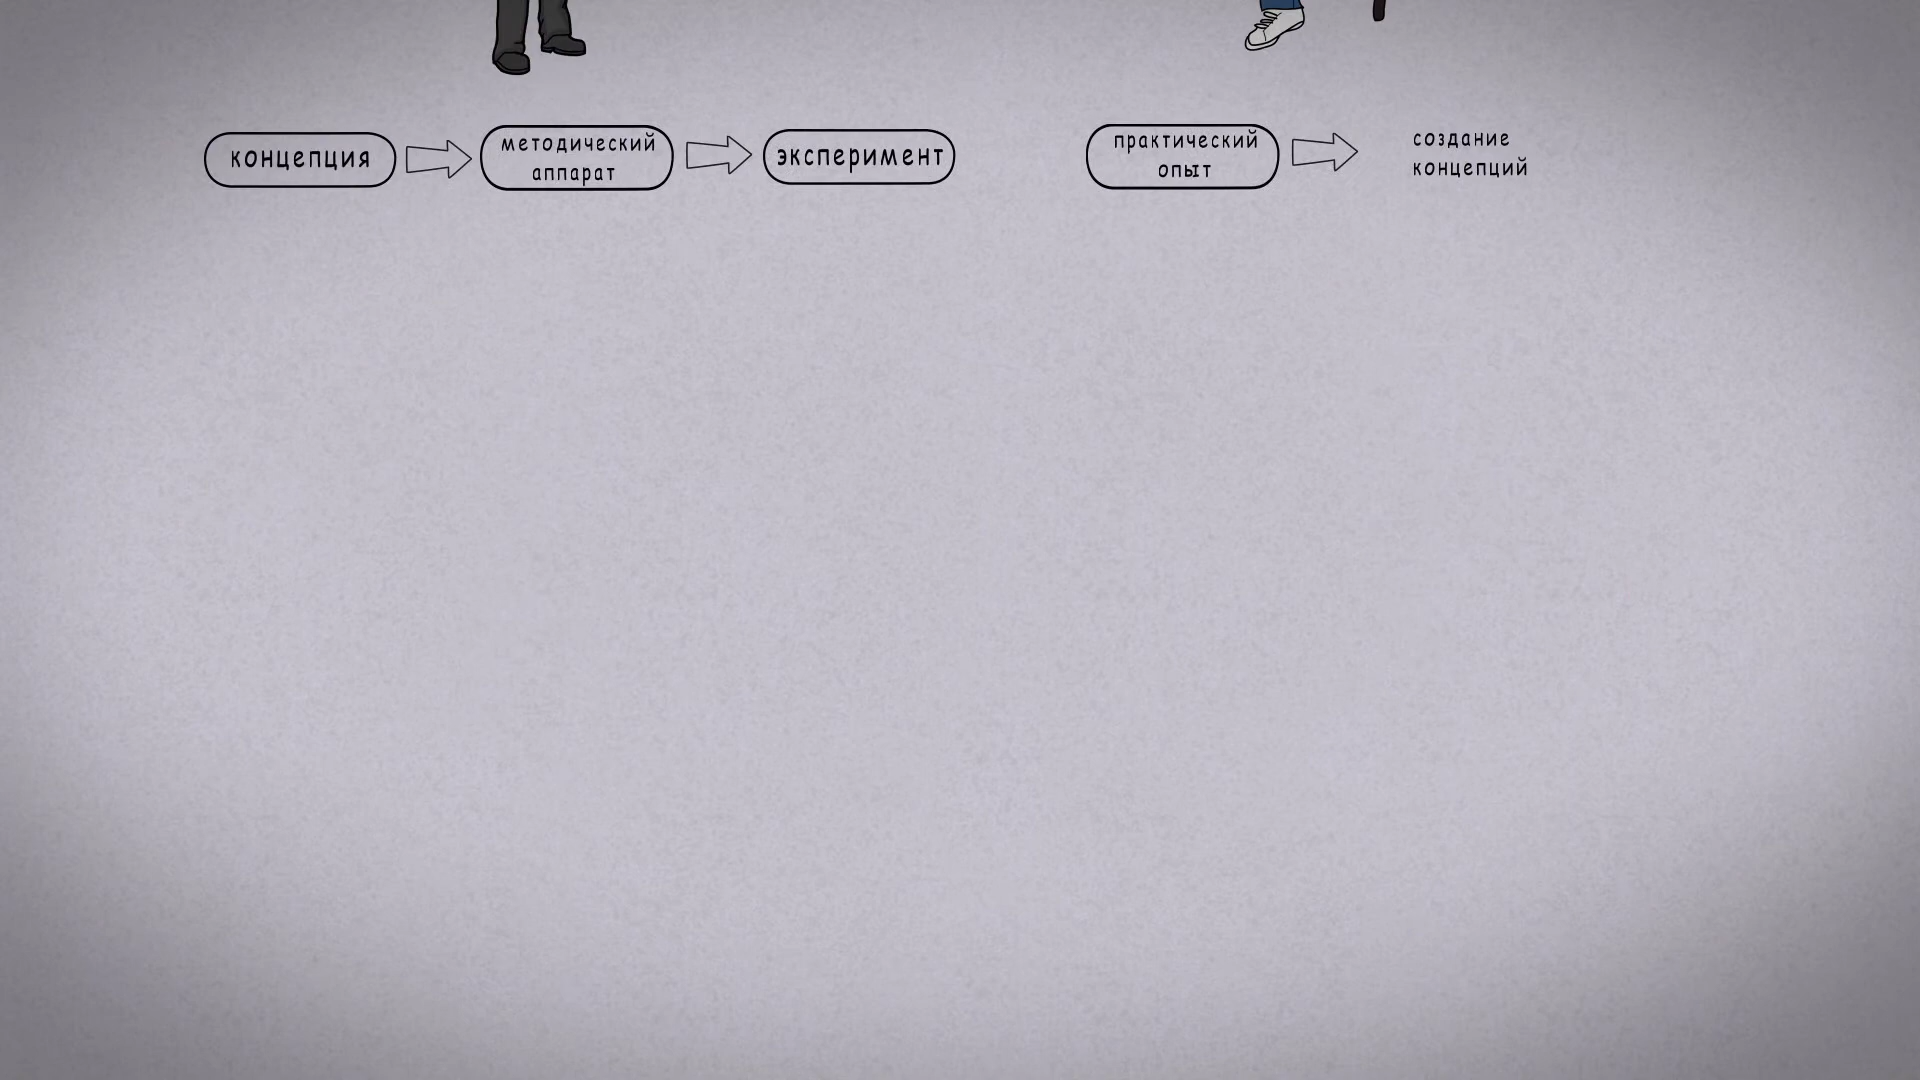 концепция
методический
аппарат
эксперимент
практический
опыт
создание
концепций